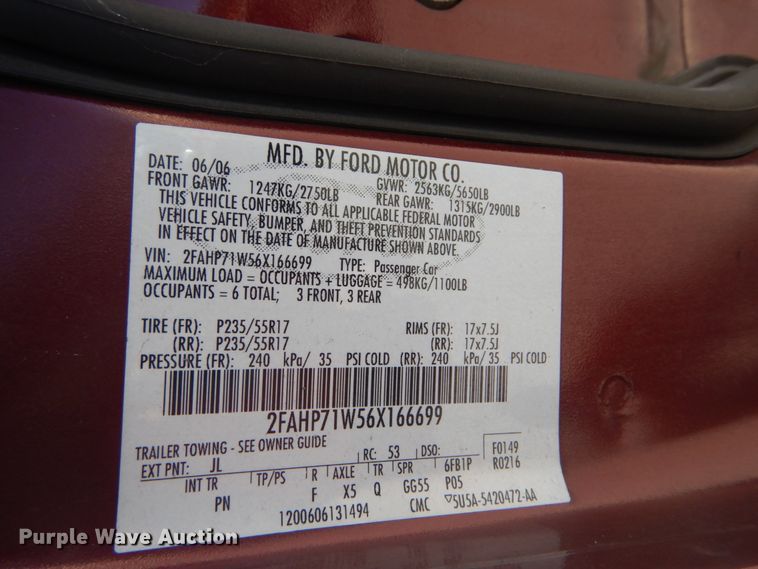 MFD. BY FORD MOTOR CO.
DATE: 06/06 GVWR: 2563KG/5650LB
FRONT GAWR: 1247KG/2750LB REAR GAWR: 1315KG/2900LB
THIS VEHICLE CONFORMS TO ALL APPLICABLE FEDERAL MOTOR
VEHICLE SAFETY, BUMPER, AND THEFT PREVENTION STANDARDS
IN EFFECT ON THE DATE OF MANUFACTURE SHOWN ABOVE.
VIN: 2FAHP71W56X166699 TYPE: Passenger Car
MAXIMUM LOAD = OCCUPANTS + LUGGAGE = 498KG/1100LB
OCCUPANTS = 6 TOTAL; 3 FRONT, 3 REAR
TIRE (FR): P235/55R17 RIMS (FR): 17x7.5J
(RR): P235/55R17 (RR): 17x7.5J
PRESSURE (FR): 240 kPa/ 35 PSI COLD (RR): 240 kPa/ 35 PSI COLD
2FAHP71W56X166699
TRAILER TOWING - SEE OWNER GUIDE
EXT PNT: JL RC: 53 DSO: F0149
R0216
INT TR TP/PS R AXLE TR SPR 6FB1P
PN F X5 Q GG55 P05
1200606131494 CMC 5U5A-5420472-AA
Purple Wave Auction